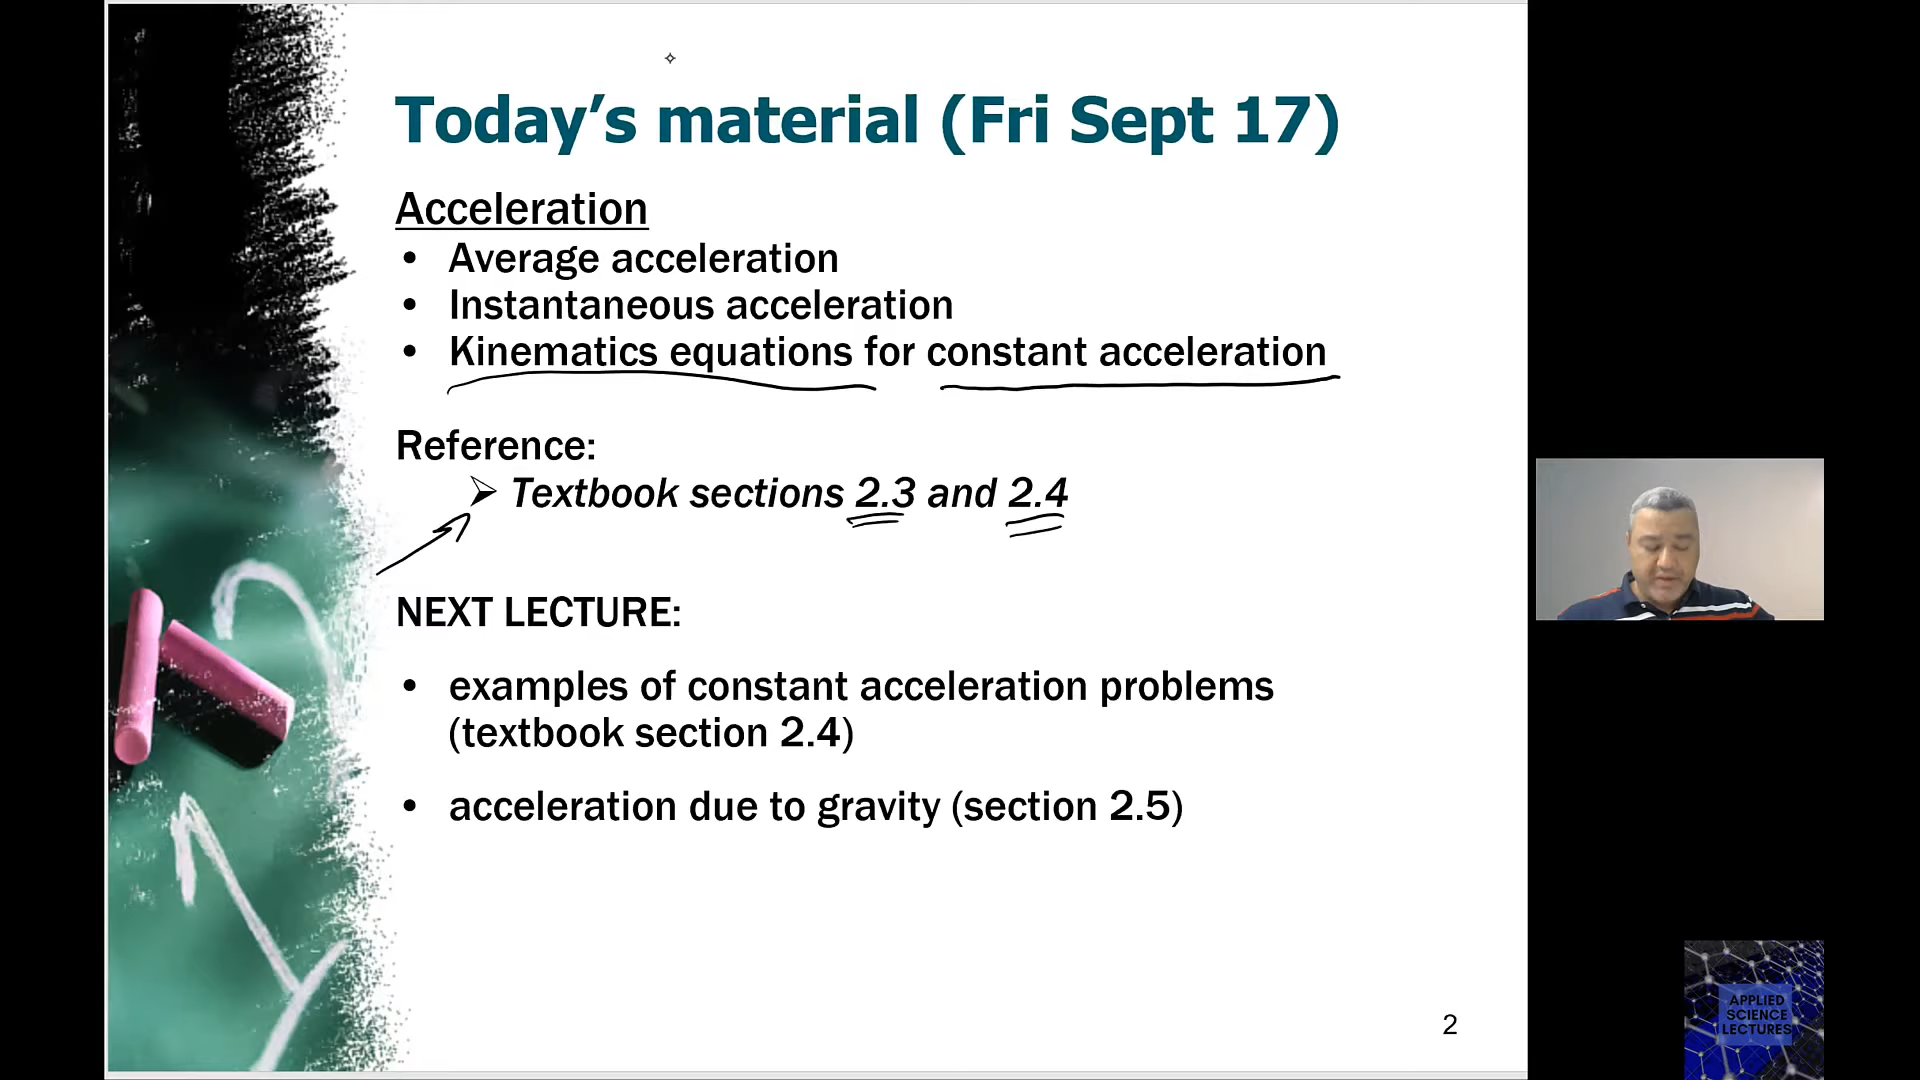 Today’s material (Fri Sept 17)
Acceleration
• Average acceleration
• Instantaneous acceleration
• Kinematics equations for constant acceleration
Reference:
➢ Textbook sections 2.3 and 2.4
NEXT LECTURE:
• examples of constant acceleration problems
(textbook section 2.4)
• acceleration due to gravity (section 2.5)
2
APPLIED
SCIENCE
LECTURES